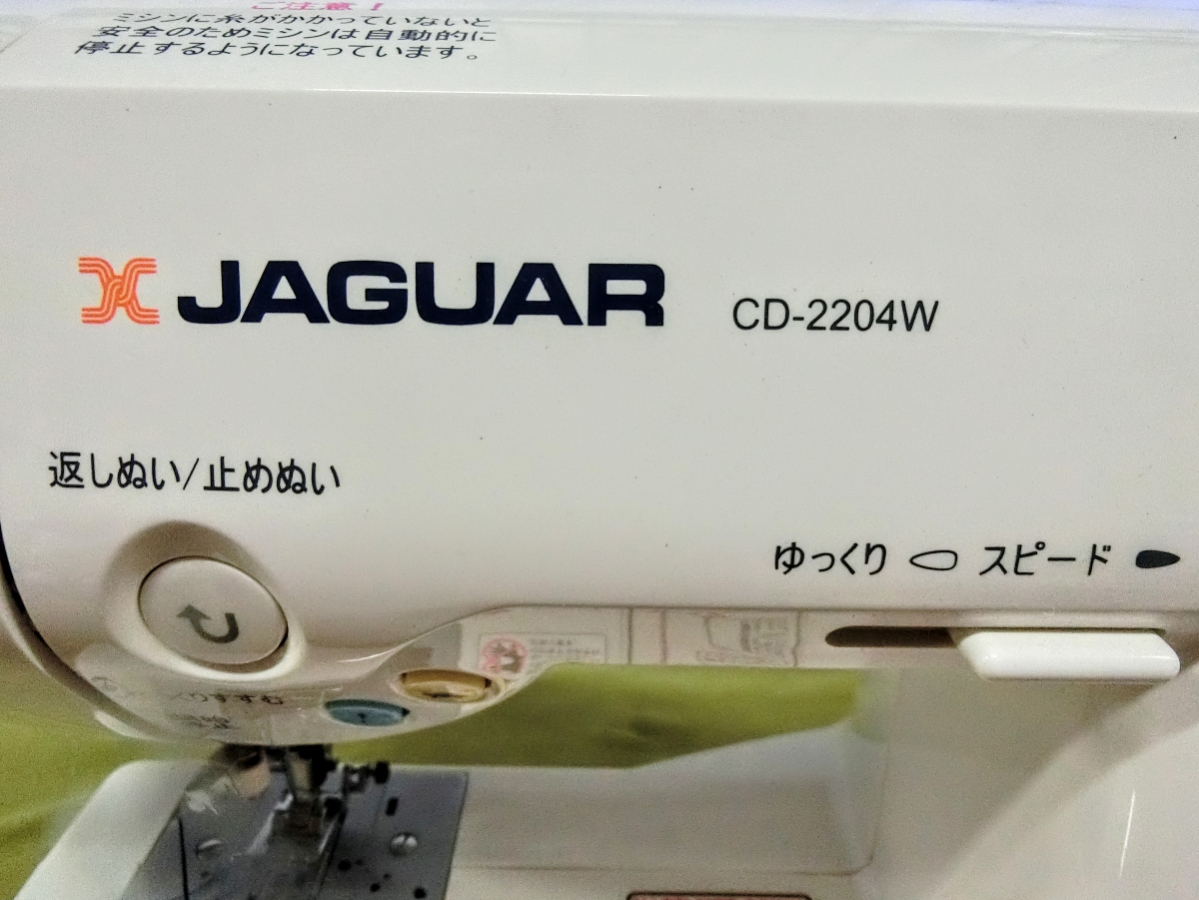 ご注意!
ミシンに糸がかかっていないと
安全のためミシンは自動的に
停止するようになっています。
JAGUAR
CD-2204W
返しぬい/止めぬい
ゆっくり スピード